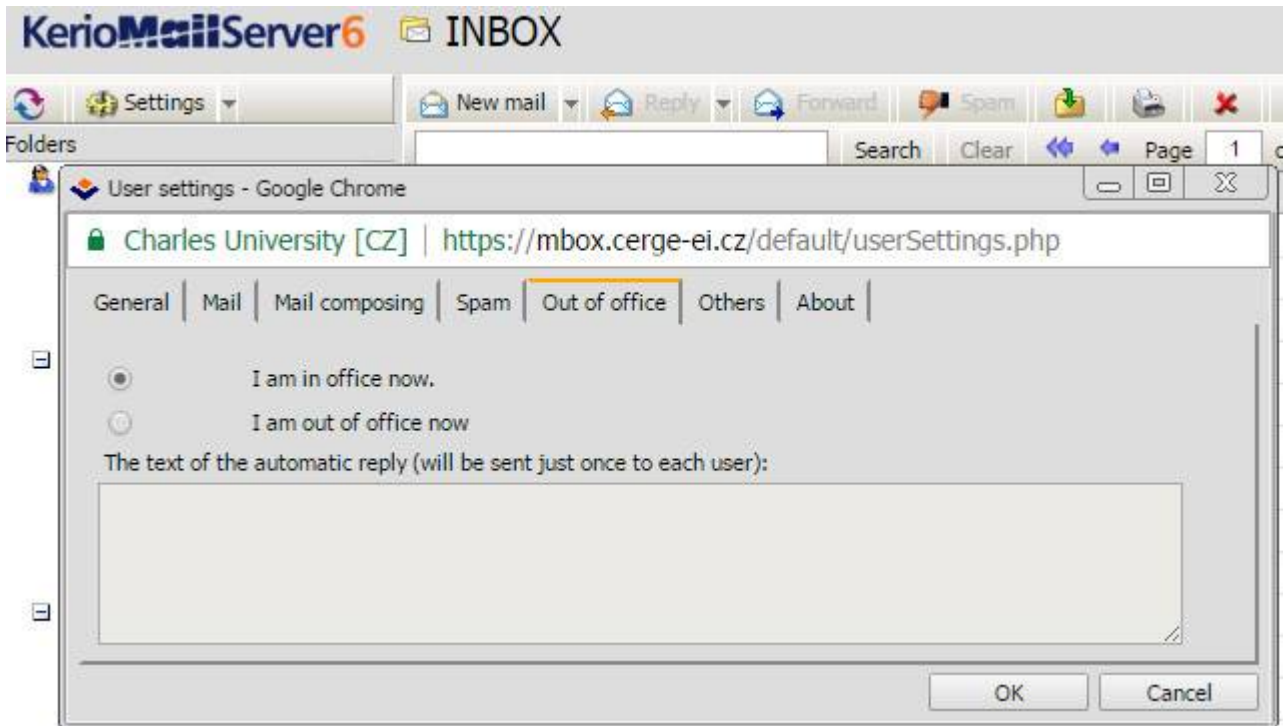 KerioMailServer6 INBOX
Settings New mail Reply Forward Spam
Folders Search Clear Page 1
User settings - Google Chrome
Charles University [CZ] | https://mbox.cerge-ei.cz/default/userSettings.php
General Mail Mail composing Spam Out of office Others About
I am in office now.
I am out of office now
The text of the automatic reply (will be sent just once to each user):
OK Cancel